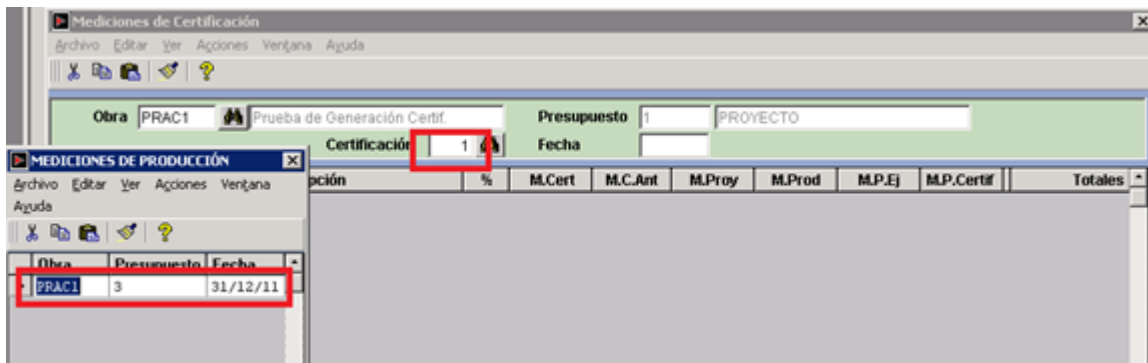 Mediciones de Certificación
Archivo Editar Ver Acciones Ventana Ayuda
Obra PRAC1 Prueba de Generación Certif. Presupuesto 1 PROYECTO
Certificación 1 Fecha
pción % M.Cert M.C.Ant M.Proy M.Prod M.P.Ej M.P.Certif Totales
MEDICIONES DE PRODUCCIÓN
Archivo Editar Ver Acciones Ventana
Ayuda
Obra Presupuesto Fecha
PRAC1 3 31/12/11